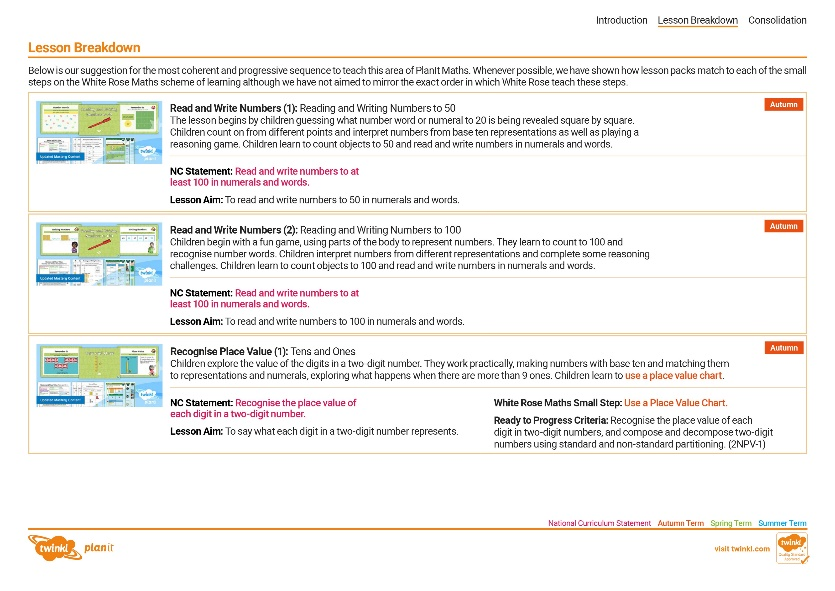 Introduction Lesson Breakdown Consolidation
Lesson Breakdown
Below is our suggestion for the most coherent and progressive sequence to teach this area of PlanIt Maths. Whenever possible, we have shown how lesson packs match to each of the small
steps on the White Rose Maths scheme of learning although we have not aimed to mirror the exact order in which White Rose teach these steps.
Read and Write Numbers (1): Reading and Writing Numbers to 50
Autumn
The lesson begins by children guessing what number word or numeral to 20 is being revealed square by square.
Children count on from different points and interpret numbers from base ten representations as well as playing a
reasoning game. Children learn to count objects to 50 and read and write numbers in numerals and words.
NC Statement: Read and write numbers to at
least 100 in numerals and words.
Lesson Aim: To read and write numbers to 50 in numerals and words.
Read and Write Numbers (2): Reading and Writing Numbers to 100
Autumn
Children begin with a fun game, using parts of the body to represent numbers. They learn to count to 100 and
recognise number words. Children interpret numbers from different representations and complete some reasoning
challenges. Children learn to count objects to 100 and read and write numbers in numerals and words.
NC Statement: Read and write numbers to at
least 100 in numerals and words.
Lesson Aim: To read and write numbers to 100 in numerals and words.
Recognise Place Value (1): Tens and Ones
Autumn
Children explore the value of the digits in a two-digit number. They work practically, making numbers with base ten and matching them
to representations and numerals, exploring what happens when there are more than 9 ones. Children learn to use a place value chart.
NC Statement: Recognise the place value of
each digit in a two-digit number.
Lesson Aim: To say what each digit in a two-digit number represents.
White Rose Maths Small Step: Use a Place Value Chart.
Ready to Progress Criteria: Recognise the place value of each
digit in two-digit numbers, and compose and decompose two-digit
numbers using standard and non-standard partitioning. (2NPV-1)
National Curriculum Statement Autumn Term Spring Term Summer Term
twinkl planit
visit twinkl.com
twinkl